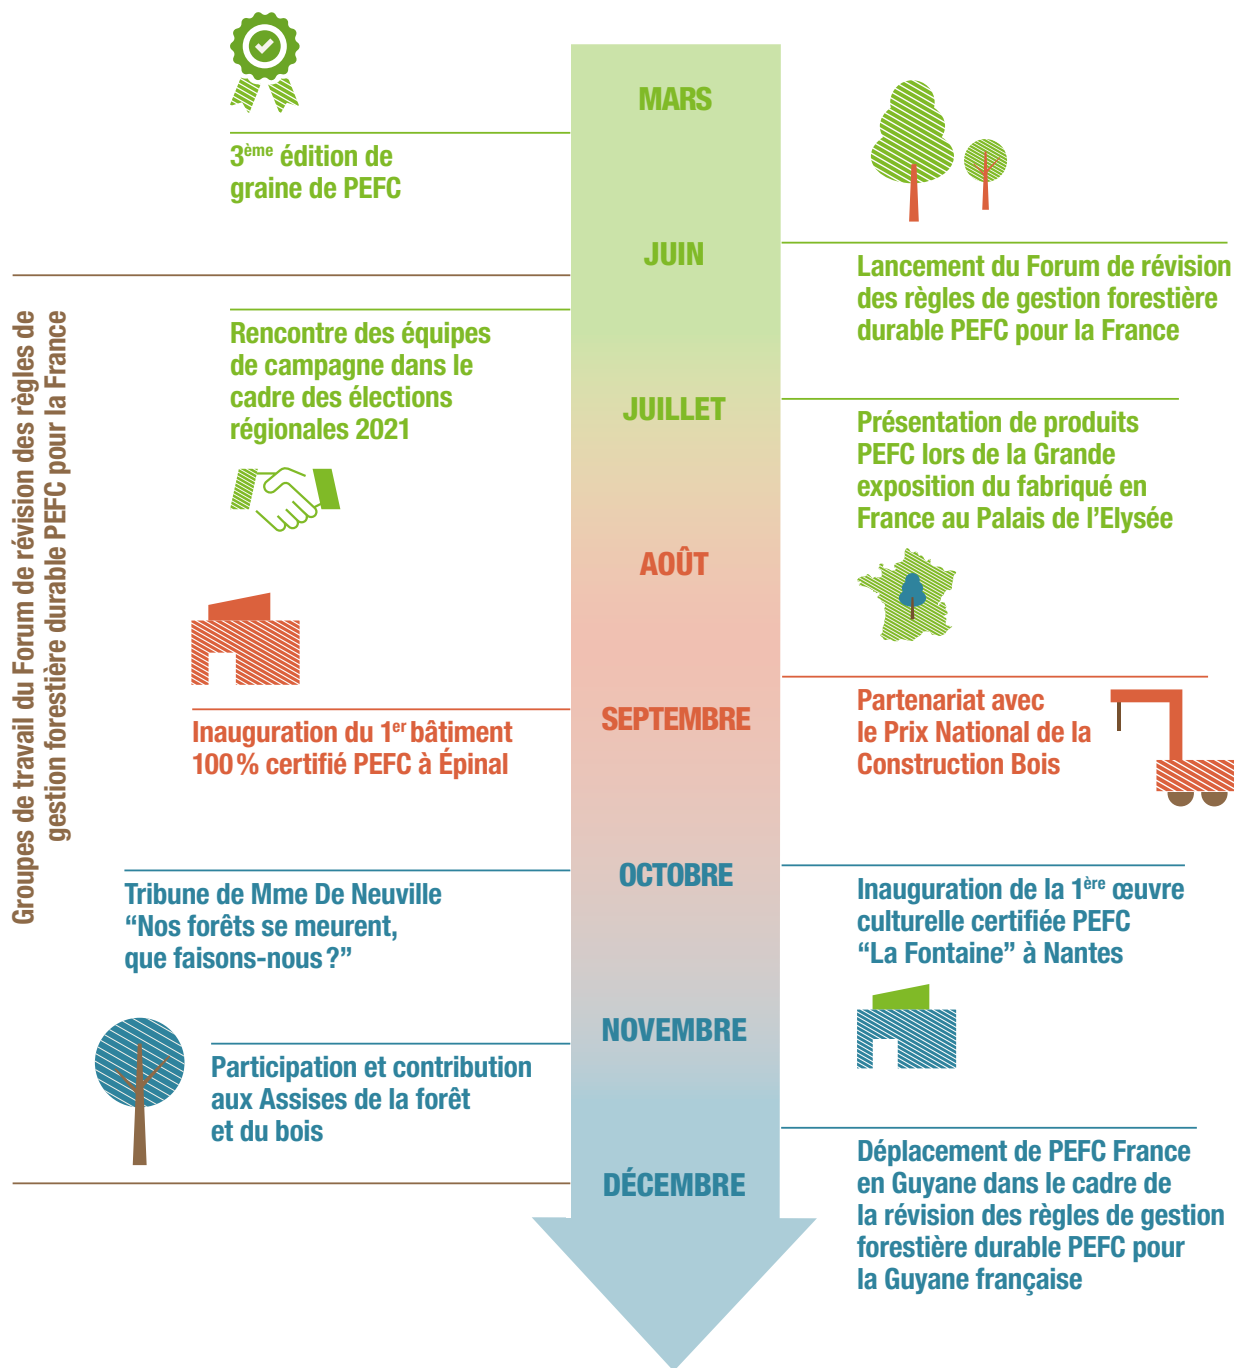 MARS
3ème édition de
graine de PEFC
JUIN
Lancement du Forum de révision
des règles de gestion forestière
durable PEFC pour la France
Groupes de travail du Forum de révision des règles de
gestion forestière durable PEFC pour la France
Rencontre des équipes
de campagne dans le
cadre des élections
régionales 2021
JUILLET
Présentation de produits
PEFC lors de la Grande
exposition du fabriqué en
France au Palais de l’Elysée
AOÛT
SEPTEMBRE
Inauguration du 1er bâtiment
100 % certifié PEFC à Épinal
Partenariat avec
le Prix National de la
Construction Bois
OCTOBRE
Tribune de Mme De Neuville
“Nos forêts se meurent,
que faisons-nous ?”
Inauguration de la 1ère œuvre
culturelle certifiée PEFC
“La Fontaine” à Nantes
NOVEMBRE
Participation et contribution
aux Assises de la forêt
et du bois
DÉCEMBRE
Déplacement de PEFC France
en Guyane dans le cadre de
la révision des règles de gestion
forestière durable PEFC pour
la Guyane française